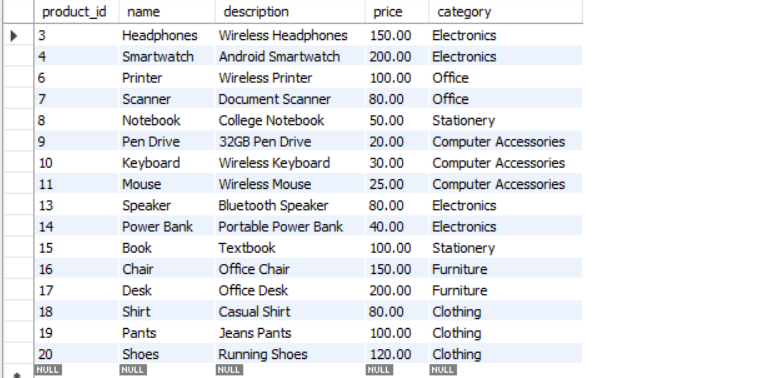 product_id name description price category
3 Headphones Wireless Headphones 150.00 Electronics
4 Smartwatch Android Smartwatch 200.00 Electronics
6 Printer Wireless Printer 100.00 Office
7 Scanner Document Scanner 80.00 Office
8 Notebook College Notebook 50.00 Stationery
9 Pen Drive 32GB Pen Drive 20.00 Computer Accessories
10 Keyboard Wireless Keyboard 30.00 Computer Accessories
11 Mouse Wireless Mouse 25.00 Computer Accessories
13 Speaker Bluetooth Speaker 80.00 Electronics
14 Power Bank Portable Power Bank 40.00 Electronics
15 Book Textbook 100.00 Stationery
16 Chair Office Chair 150.00 Furniture
17 Desk Office Desk 200.00 Furniture
18 Shirt Casual Shirt 80.00 Clothing
19 Pants Jeans Pants 100.00 Clothing
20 Shoes Running Shoes 120.00 Clothing
NULL NULL NULL NULL NULL